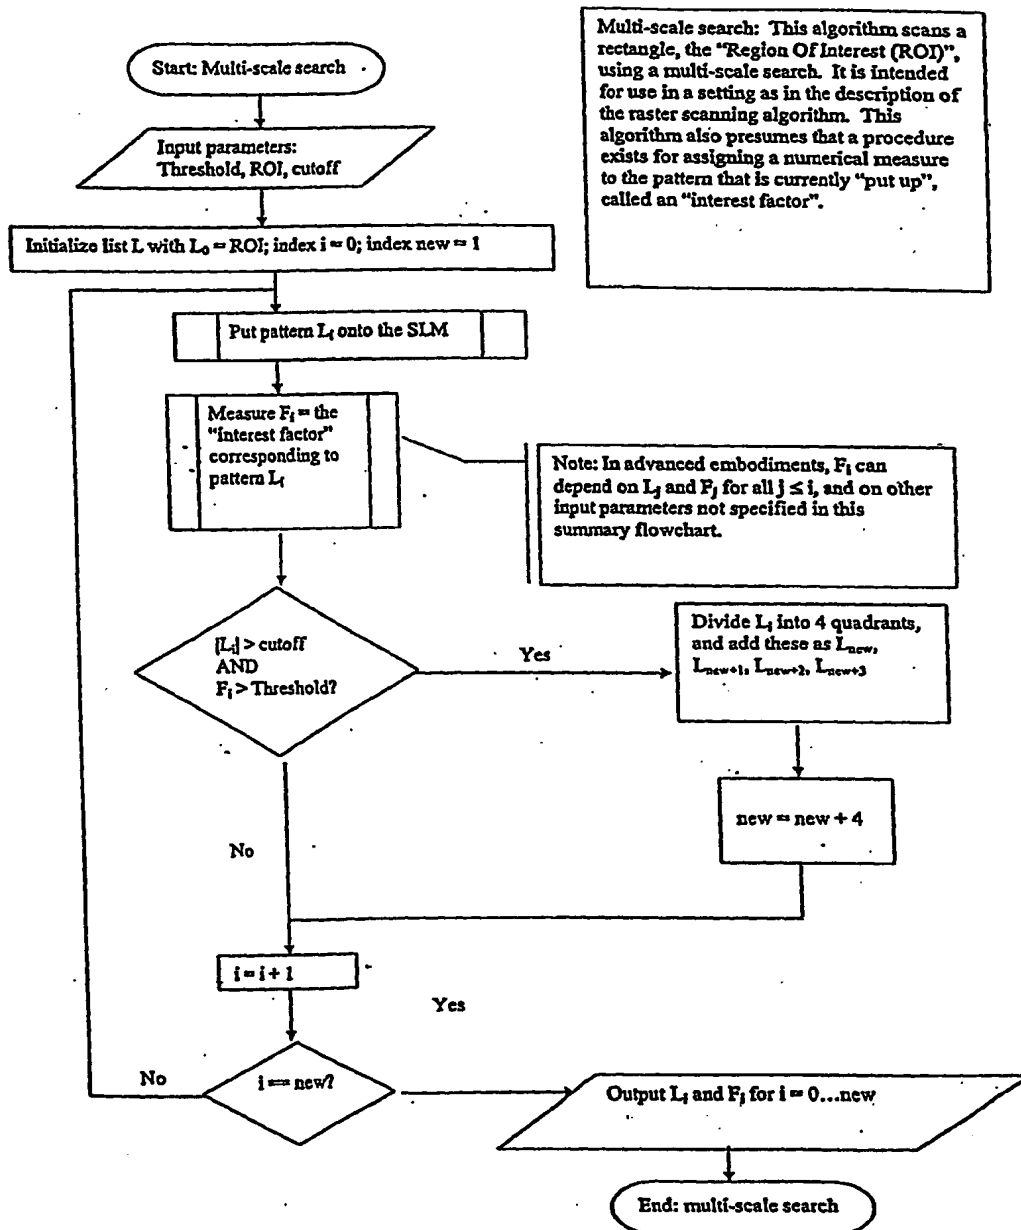 Multi-scale search: This algorithm scans a
rectangle, the “Region Of Interest (ROI)”,
using a multi-scale search. It is intended
for use in a setting as in the description of
the raster scanning algorithm. This
algorithm also presumes that a procedure
exists for assigning a numerical measure
to the pattern that is currently “put up”,
called an “interest factor”.
Start: Multi-scale search
Input parameters:
Threshold, ROI, cutoff
Initialize list L with L₀ = ROI; index i = 0; index new = 1
Put pattern Lᵢ onto the SLM
Measure Fᵢ = the
“interest factor”
corresponding to
pattern Lᵢ
Note: In advanced embodiments, Fᵢ can
depend on Lⱼ and Fⱼ for all j ≤ i, and on other
input parameters not specified in this
summary flowchart.
|Lᵢ| > cutoff
AND
Fᵢ > Threshold?
Yes
Divide Lᵢ into 4 quadrants,
and add these as Lnew,
Lnew+1, Lnew+2, Lnew+3
new = new + 4
No
i = i + 1
Yes
No
i == new?
Output Lᵢ and Fᵢ for i = 0...new
End: multi-scale search